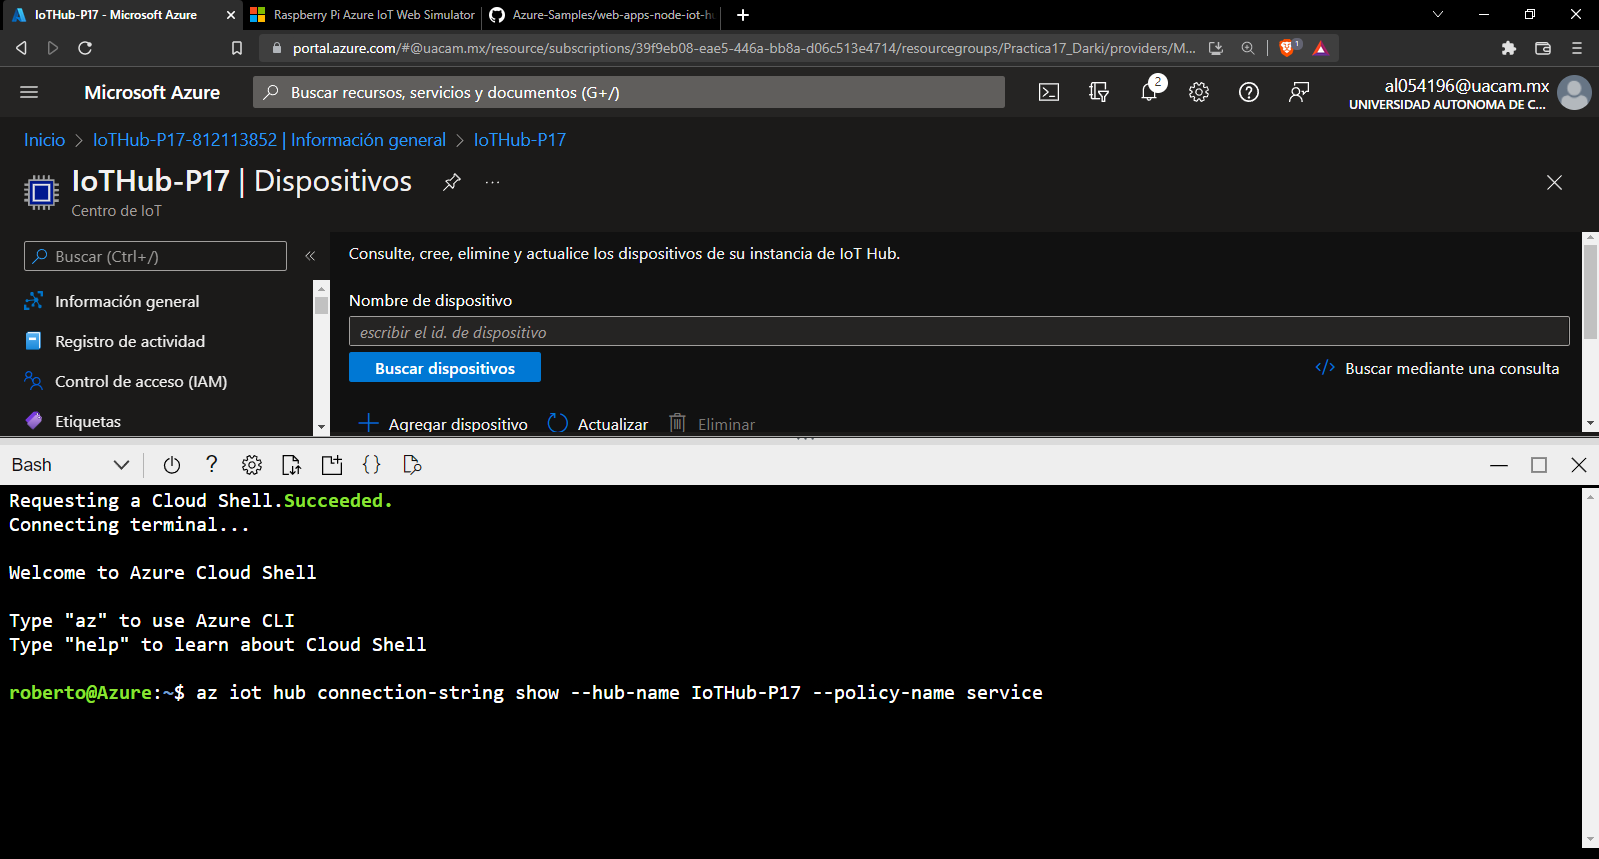 IoTHub-P17 - Microsoft Azure
Raspberry Pi Azure IoT Web Simulator
Azure-Samples/web-apps-node-iot-hu
portal.azure.com/#@uacam.mx/resource/subscriptions/39f9eb08-eae5-446a-bb8a-d06c513e4714/resourcegroups/Practica17_Darki/providers/M...
1
Microsoft Azure
Buscar recursos, servicios y documentos (G+/)
2
al054196@uacam.mx
UNIVERSIDAD AUTONOMA DE C...
Inicio > IoTHub-P17-812113852 | Información general > IoTHub-P17
IoTHub-P17 | Dispositivos
Centro de IoT
Buscar (Ctrl+/)
Información general
Registro de actividad
Control de acceso (IAM)
Etiquetas
Consulte, cree, elimine y actualice los dispositivos de su instancia de IoT Hub.
Nombre de dispositivo
escribir el id. de dispositivo
Buscar dispositivos
Buscar mediante una consulta
Agregar dispositivo
Actualizar
Eliminar
Bash
Requesting a Cloud Shell.Succeeded.
Connecting terminal...
Welcome to Azure Cloud Shell
Type "az" to use Azure CLI
Type "help" to learn about Cloud Shell
roberto@Azure:~$ az iot hub connection-string show --hub-name IoTHub-P17 --policy-name service